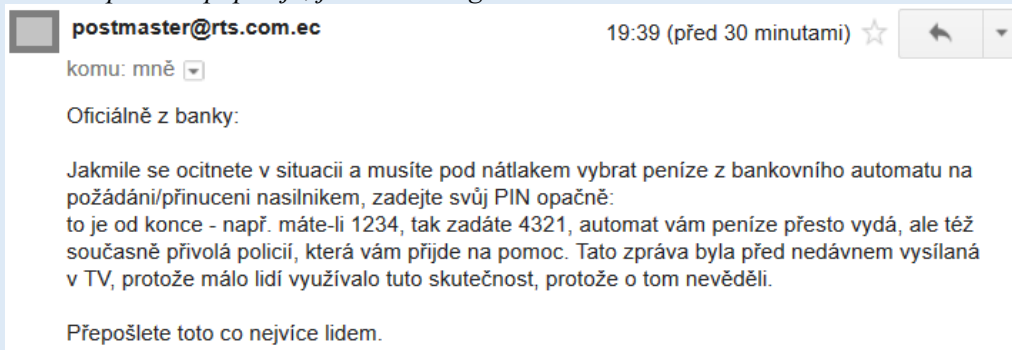 postmaster@rts.com.ec
19:39 (před 30 minutami)
komu: mně
Oficiálně z banky:
Jakmile se ocitnete v situacii a musíte pod nátlakem vybrat peníze z bankovního automatu na
požádáni/přinuceni nasilnikem, zadejte svůj PIN opačně:
to je od konce - např. máte-li 1234, tak zadáte 4321, automat vám peníze přesto vydá, ale též
současně přivolá policií, která vám přijde na pomoc. Tato zpráva byla před nedávnem vysílaná
v TV, protože málo lidí využívalo tuto skutečnost, protože o tom nevěděli.
Přepošlete toto co nejvíce lidem.